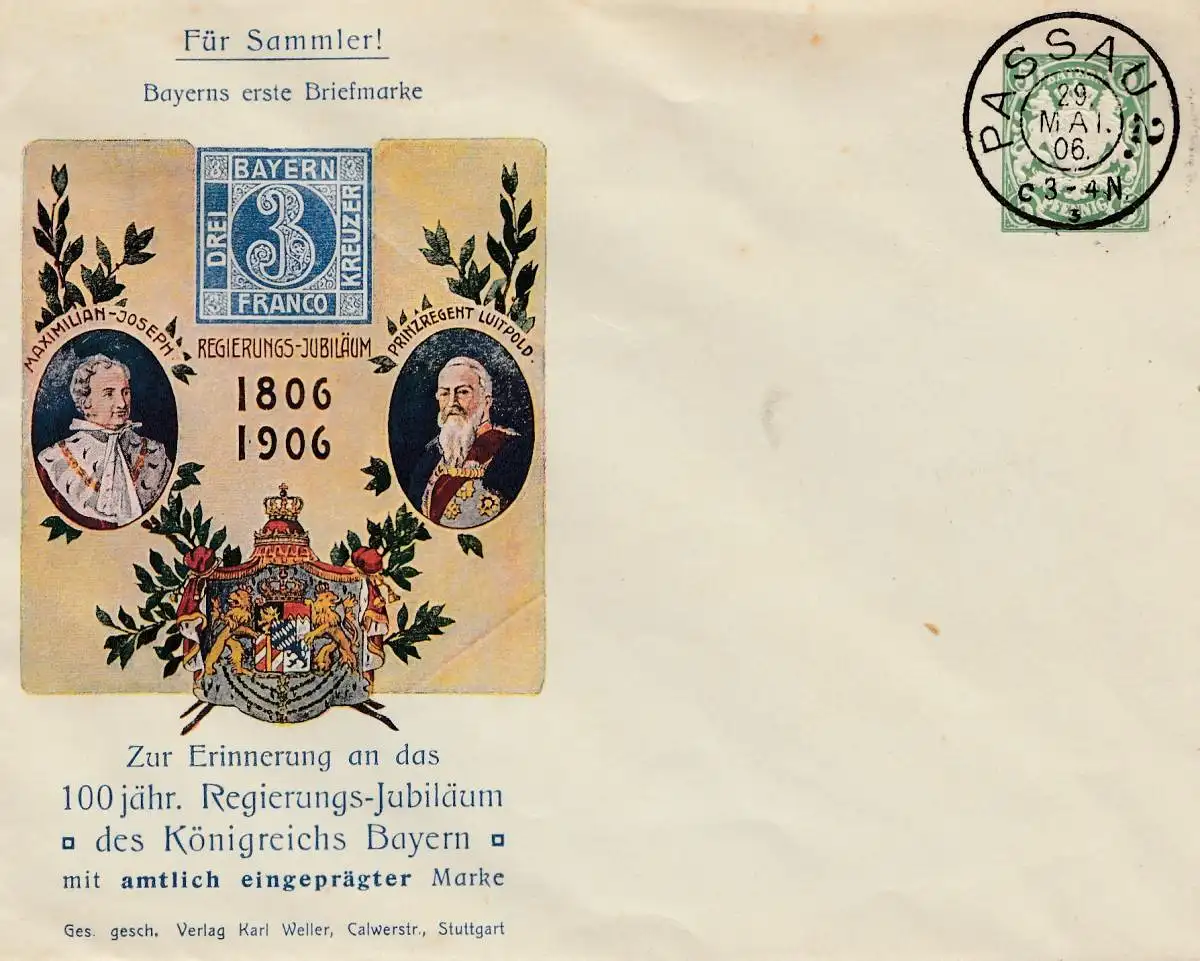 Für Sammler!
Bayerns erste Briefmarke
BAYERN
DREI
3
KREUZER
FRANCO
MAXIMILIAN-JOSEPH
PRINZREGENT LUITPOLD.
REGIERUNGS-JUBILÄUM
1806
1906
Zur Erinnerung an das
100jähr. Regierungs-Jubiläum
des Königreichs Bayern
mit amtlich eingeprägter Marke
Ges. gesch. Verlag Karl Weller, Calwerstr., Stuttgart
PASSAU 2.
29.
MAI.
06.
C 3-4N.
PFENNIG